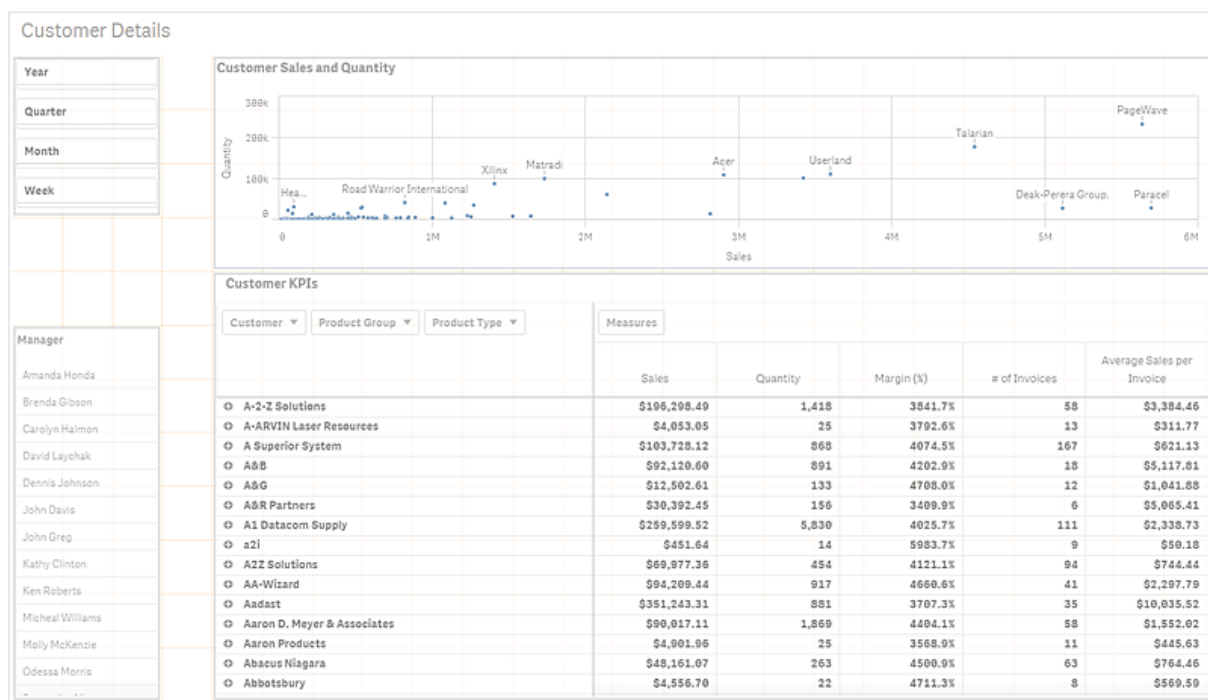 Customer Details
Year
Quarter
Month
Week
Manager
Amanda Honda
Brenda Gibson
Carolyn Halmon
David Laychak
Dennis Johnson
John Davis
John Greg
Kathy Clinton
Ken Roberts
Micheal Williams
Molly McKenzie
Odessa Morris
Customer Sales and Quantity
Quantity
300k
200k
100k
0
Hea...
Road Warrior International
Xilinx
Matradi
Acer
Userland
Talarian
PageWave
Deak-Perera Group.
Paracel
0 1M 2M 3M 4M 5M 6M
Sales
Customer KPIs
Customer Product Group Product Type Measures
Sales Quantity Margin (%) # of Invoices Average Sales per Invoice
A-2-Z Solutions $196,298.49 1,418 3841.7% 58 $3,384.46
A-ARVIN Laser Resources $4,053.05 25 3792.6% 13 $311.77
A Superior System $103,728.12 868 4074.5% 167 $621.13
A&B $92,120.60 891 4202.9% 18 $5,117.81
A&G $12,502.61 133 4708.0% 12 $1,041.88
A&R Partners $30,392.45 156 3409.9% 6 $5,065.41
A1 Datacom Supply $259,599.52 5,830 4025.7% 111 $2,338.73
a2i $451.64 14 5983.7% 9 $50.18
A2Z Solutions $69,977.36 454 4121.1% 94 $744.44
AA-Wizard $94,209.44 917 4660.6% 41 $2,297.79
Aadast $351,243.31 881 3707.3% 35 $10,035.52
Aaron D. Meyer & Associates $90,017.11 1,869 4404.1% 58 $1,552.02
Aaron Products $4,901.96 25 3568.9% 11 $445.63
Abacus Niagara $48,161.07 263 4500.9% 63 $764.46
Abbotsbury $4,556.70 22 4711.3% 8 $569.59